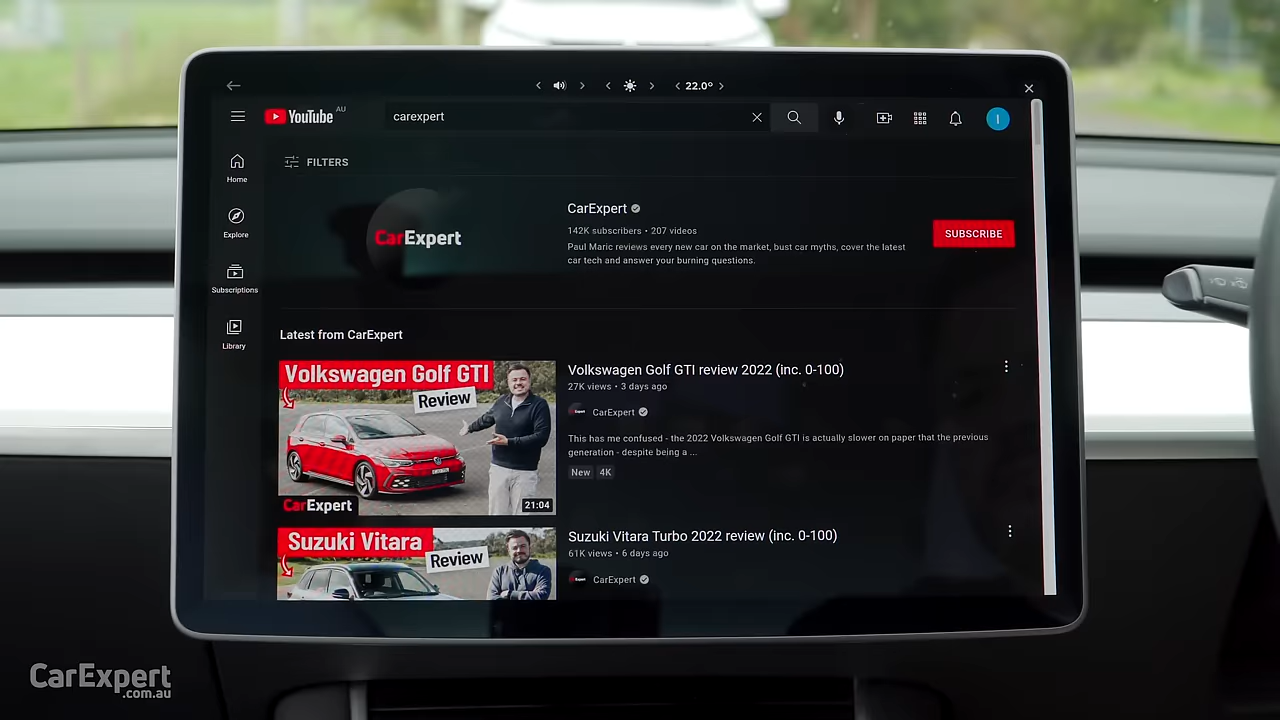 22.0°
YouTube AU
carexpert
I
FILTERS
Home
Explore
Subscriptions
Library
CarExpert
CarExpert
142K subscribers • 207 videos
Paul Maric reviews every new car on the market, bust car myths, cover the latest
car tech and answer your burning questions.
SUBSCRIBE
Latest from CarExpert
Volkswagen Golf GTI
Review
CarExpert
21:04
Volkswagen Golf GTI review 2022 (inc. 0-100)
27K views • 3 days ago
CarExpert
This has me confused - the 2022 Volkswagen Golf GTI is actually slower on paper that the previous
generation - despite being a ...
New 4K
Suzuki Vitara
Review
Suzuki Vitara Turbo 2022 review (inc. 0-100)
61K views • 6 days ago
CarExpert
CarExpert
.com.au